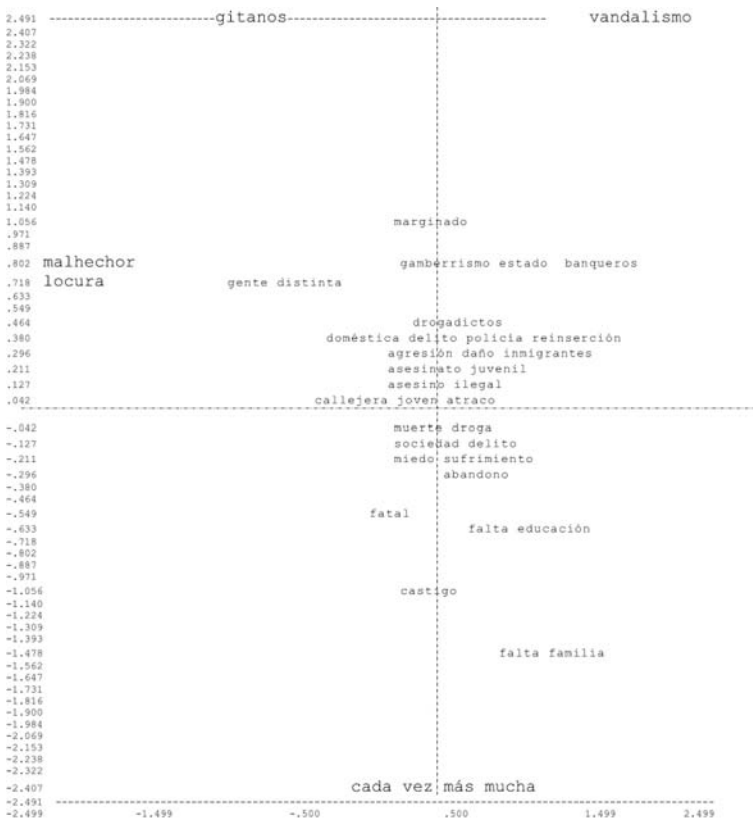 2.491 gitanos vandalismo
2.407
2.322
2.238
2.153
2.069
1.984
1.900
1.816
1.731
1.647
1.562
1.478
1.393
1.309
1.224
1.140
1.056 marginado
.971
.887
.802 malhechor gamberrismo estado banqueros
.718 locura gente distinta
.633
.549
.464 drogadictos
.380 doméstica delito policia reinserción
.296 agresión daño inmigrantes
.211 asesinato juvenil
.127 asesino ilegal
.042 callejera joven atraco
-.042 muerte droga
-.127 sociedad delito
-.211 miedo sufrimiento
-.296 abandono
-.380
-.464
-.549 fatal
-.633 falta educación
-.718
-.802
-.887
-.971
-1.056 castigo
-1.140
-1.224
-1.309
-1.393
-1.478 falta familia
-1.562
-1.647
-1.731
-1.816
-1.900
-1.984
-2.069
-2.153
-2.238
-2.322
-2.407 cada vez más mucha
-2.491
-2.499 -1.499 -.500 .500 1.499 2.499